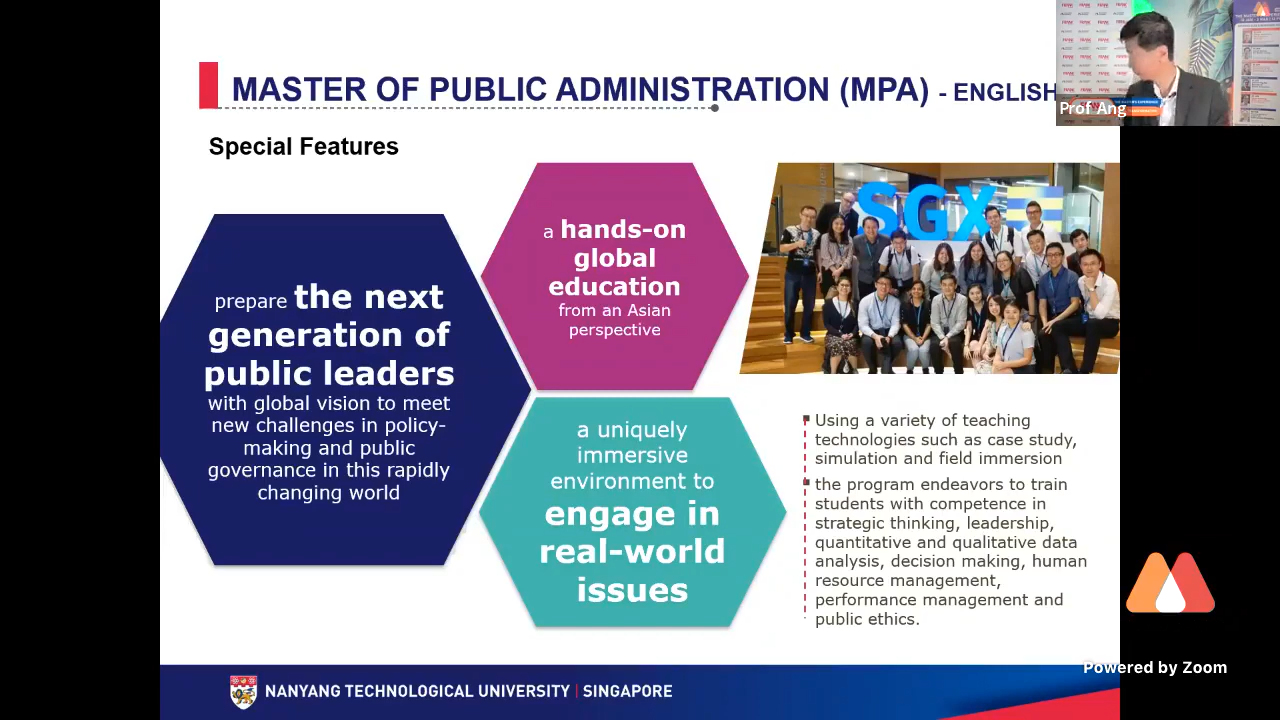 MASTER OF PUBLIC ADMINISTRATION (MPA) - ENGLISH
Special Features
prepare the next
generation of
public leaders
with global vision to meet
new challenges in policy-
making and public
governance in this rapidly
changing world
a hands-on
global
education
from an Asian
perspective
a uniquely
immersive
environment to
engage in
real-world
issues
SGX
Using a variety of teaching
technologies such as case study,
simulation and field immersion
the program endeavors to train
students with competence in
strategic thinking, leadership,
quantitative and qualitative data
analysis, decision making, human
resource management,
performance management and
public ethics.
NANYANG TECHNOLOGICAL UNIVERSITY | SINGAPORE
Prof Ang
Powered by Zoom